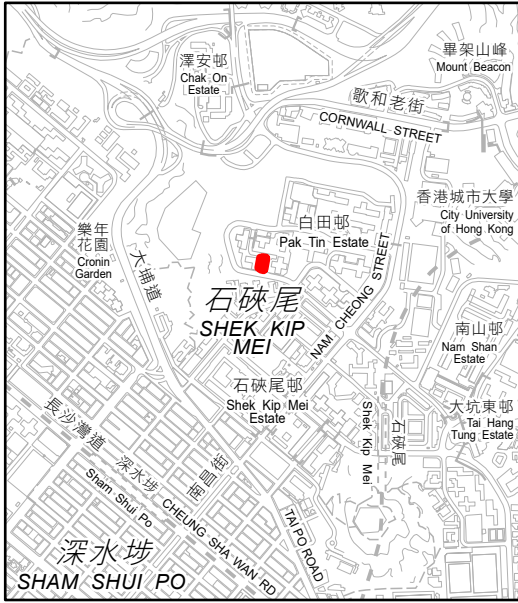 澤安邨
Chak On
Estate
畢架山峰
Mount Beacon
歌和老街
CORNWALL STREET
香港城市大學
City University
of Hong Kong
白田邨
Pak Tin Estate
樂年
花園
Cronin
Garden
大埔道
石硤尾
SHEK KIP
MEI
NAM CHEONG STREET
南山邨
Nam Shan
Estate
石硤尾邨
Shek Kip Mei
Estate
大坑東邨
Tai Hang
Tung Estate
石硤尾
Shek Kip Mei
長沙灣道
深水埗
南昌街
Sham Shui Po
CHEUNG SHA WAN RD
TAI PO ROAD
深水埗
SHAM SHUI PO